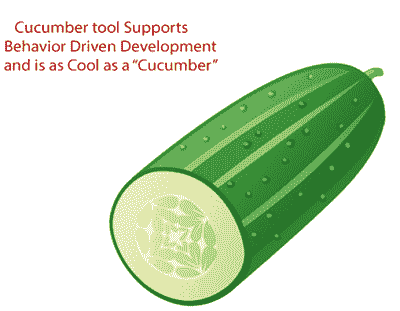 Cucumber tool Supports
Behavior Driven Development
and is as Cool as a “Cucumber”